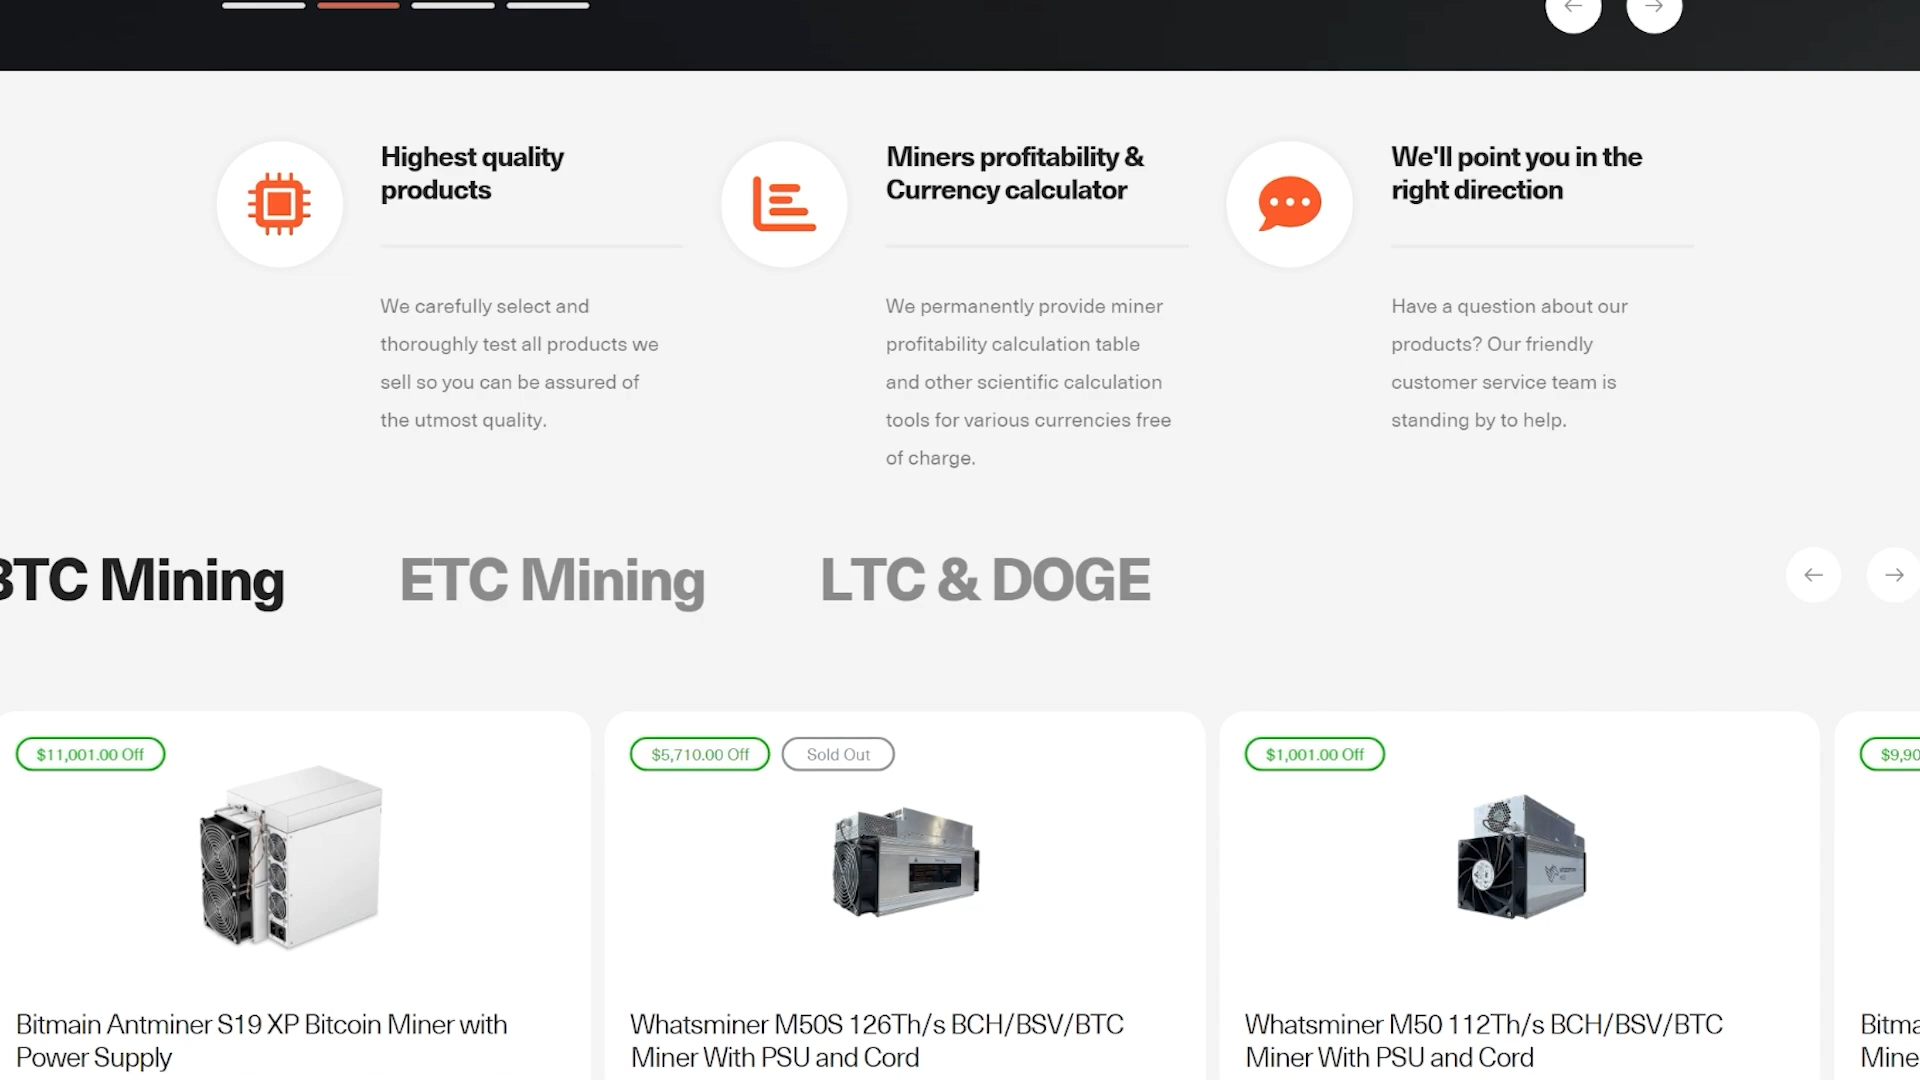 Highest quality
products
Miners profitability &
Currency calculator
We'll point you in the
right direction
We carefully select and
thoroughly test all products we
sell so you can be assured of
the utmost quality.
We permanently provide miner
profitability calculation table
and other scientific calculation
tools for various currencies free
of charge.
Have a question about our
products? Our friendly
customer service team is
standing by to help.
BTC Mining
ETC Mining
LTC & DOGE
$11,001.00 Off
$5,710.00 Off
Sold Out
$1,001.00 Off
$9,90
Bitmain Antminer S19 XP Bitcoin Miner with
Power Supply
Whatsminer M50S 126Th/s BCH/BSV/BTC
Miner With PSU and Cord
Whatsminer M50 112Th/s BCH/BSV/BTC
Miner With PSU and Cord
Bitma
Mine